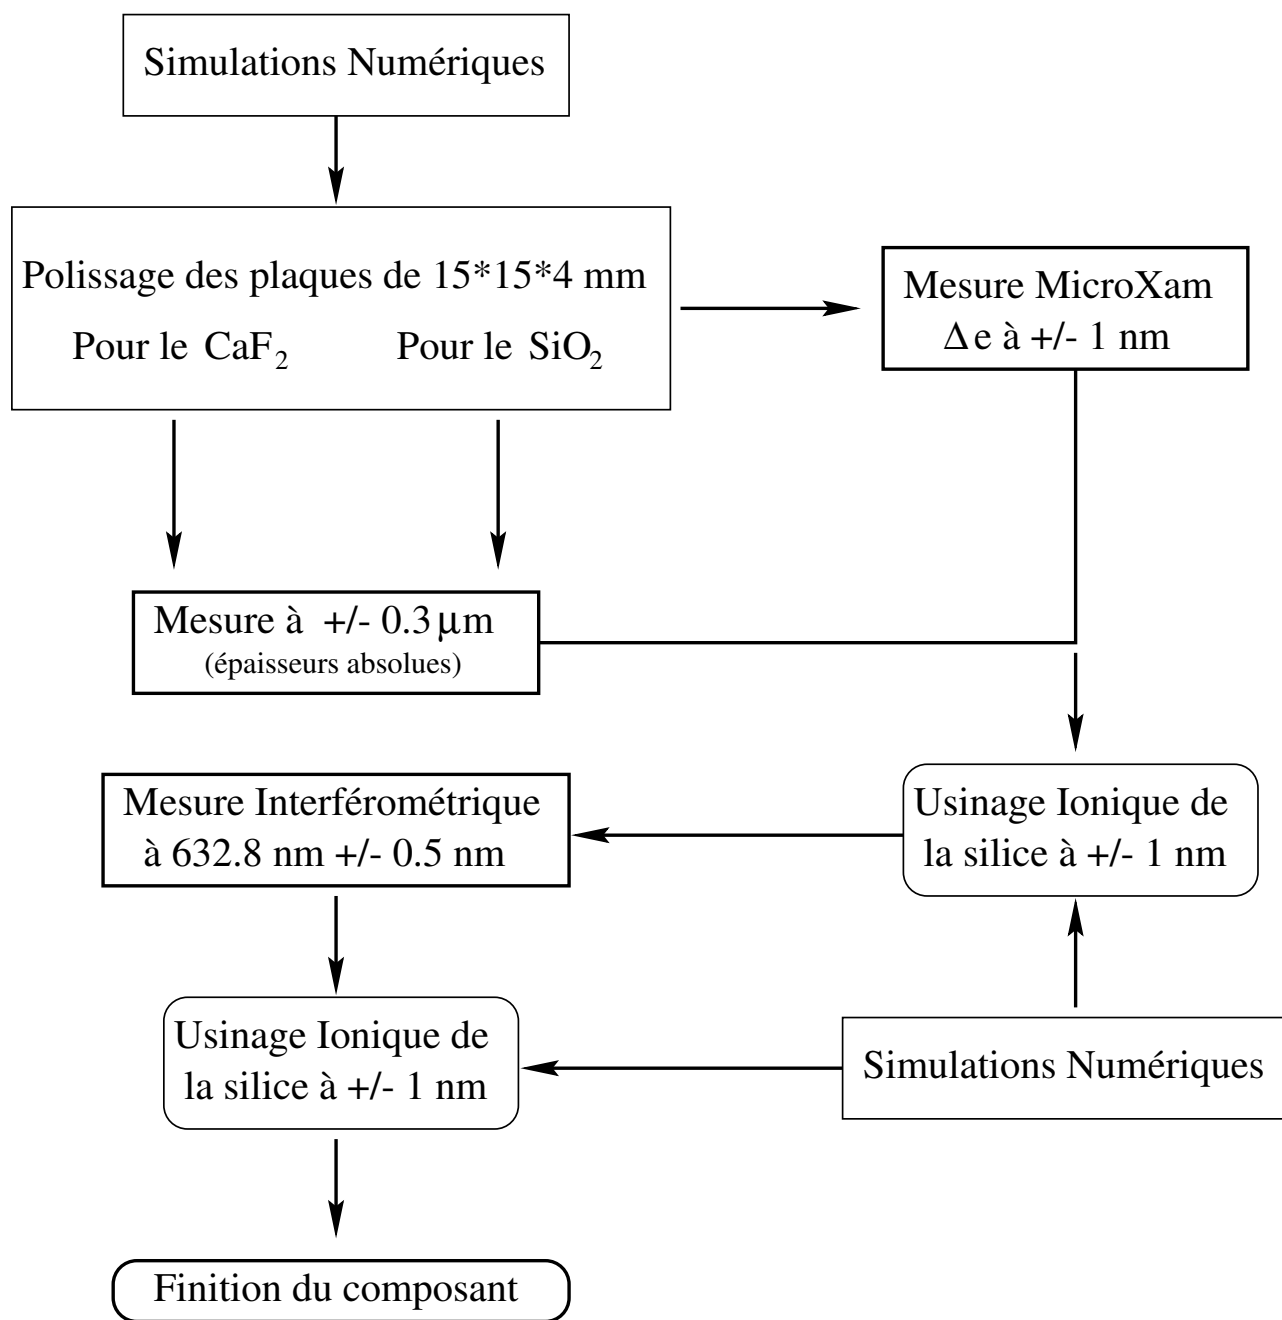 Simulations Numériques
Polissage des plaques de 15*15*4 mm
Pour le CaF₂ Pour le SiO₂
Mesure MicroXam
Δe à +/- 1 nm
Mesure à +/- 0.3 μm
(épaisseurs absolues)
Usinage Ionique de
la silice à +/- 1 nm
Mesure Interférométrique
à 632.8 nm +/- 0.5 nm
Usinage Ionique de
la silice à +/- 1 nm
Simulations Numériques
Finition du composant